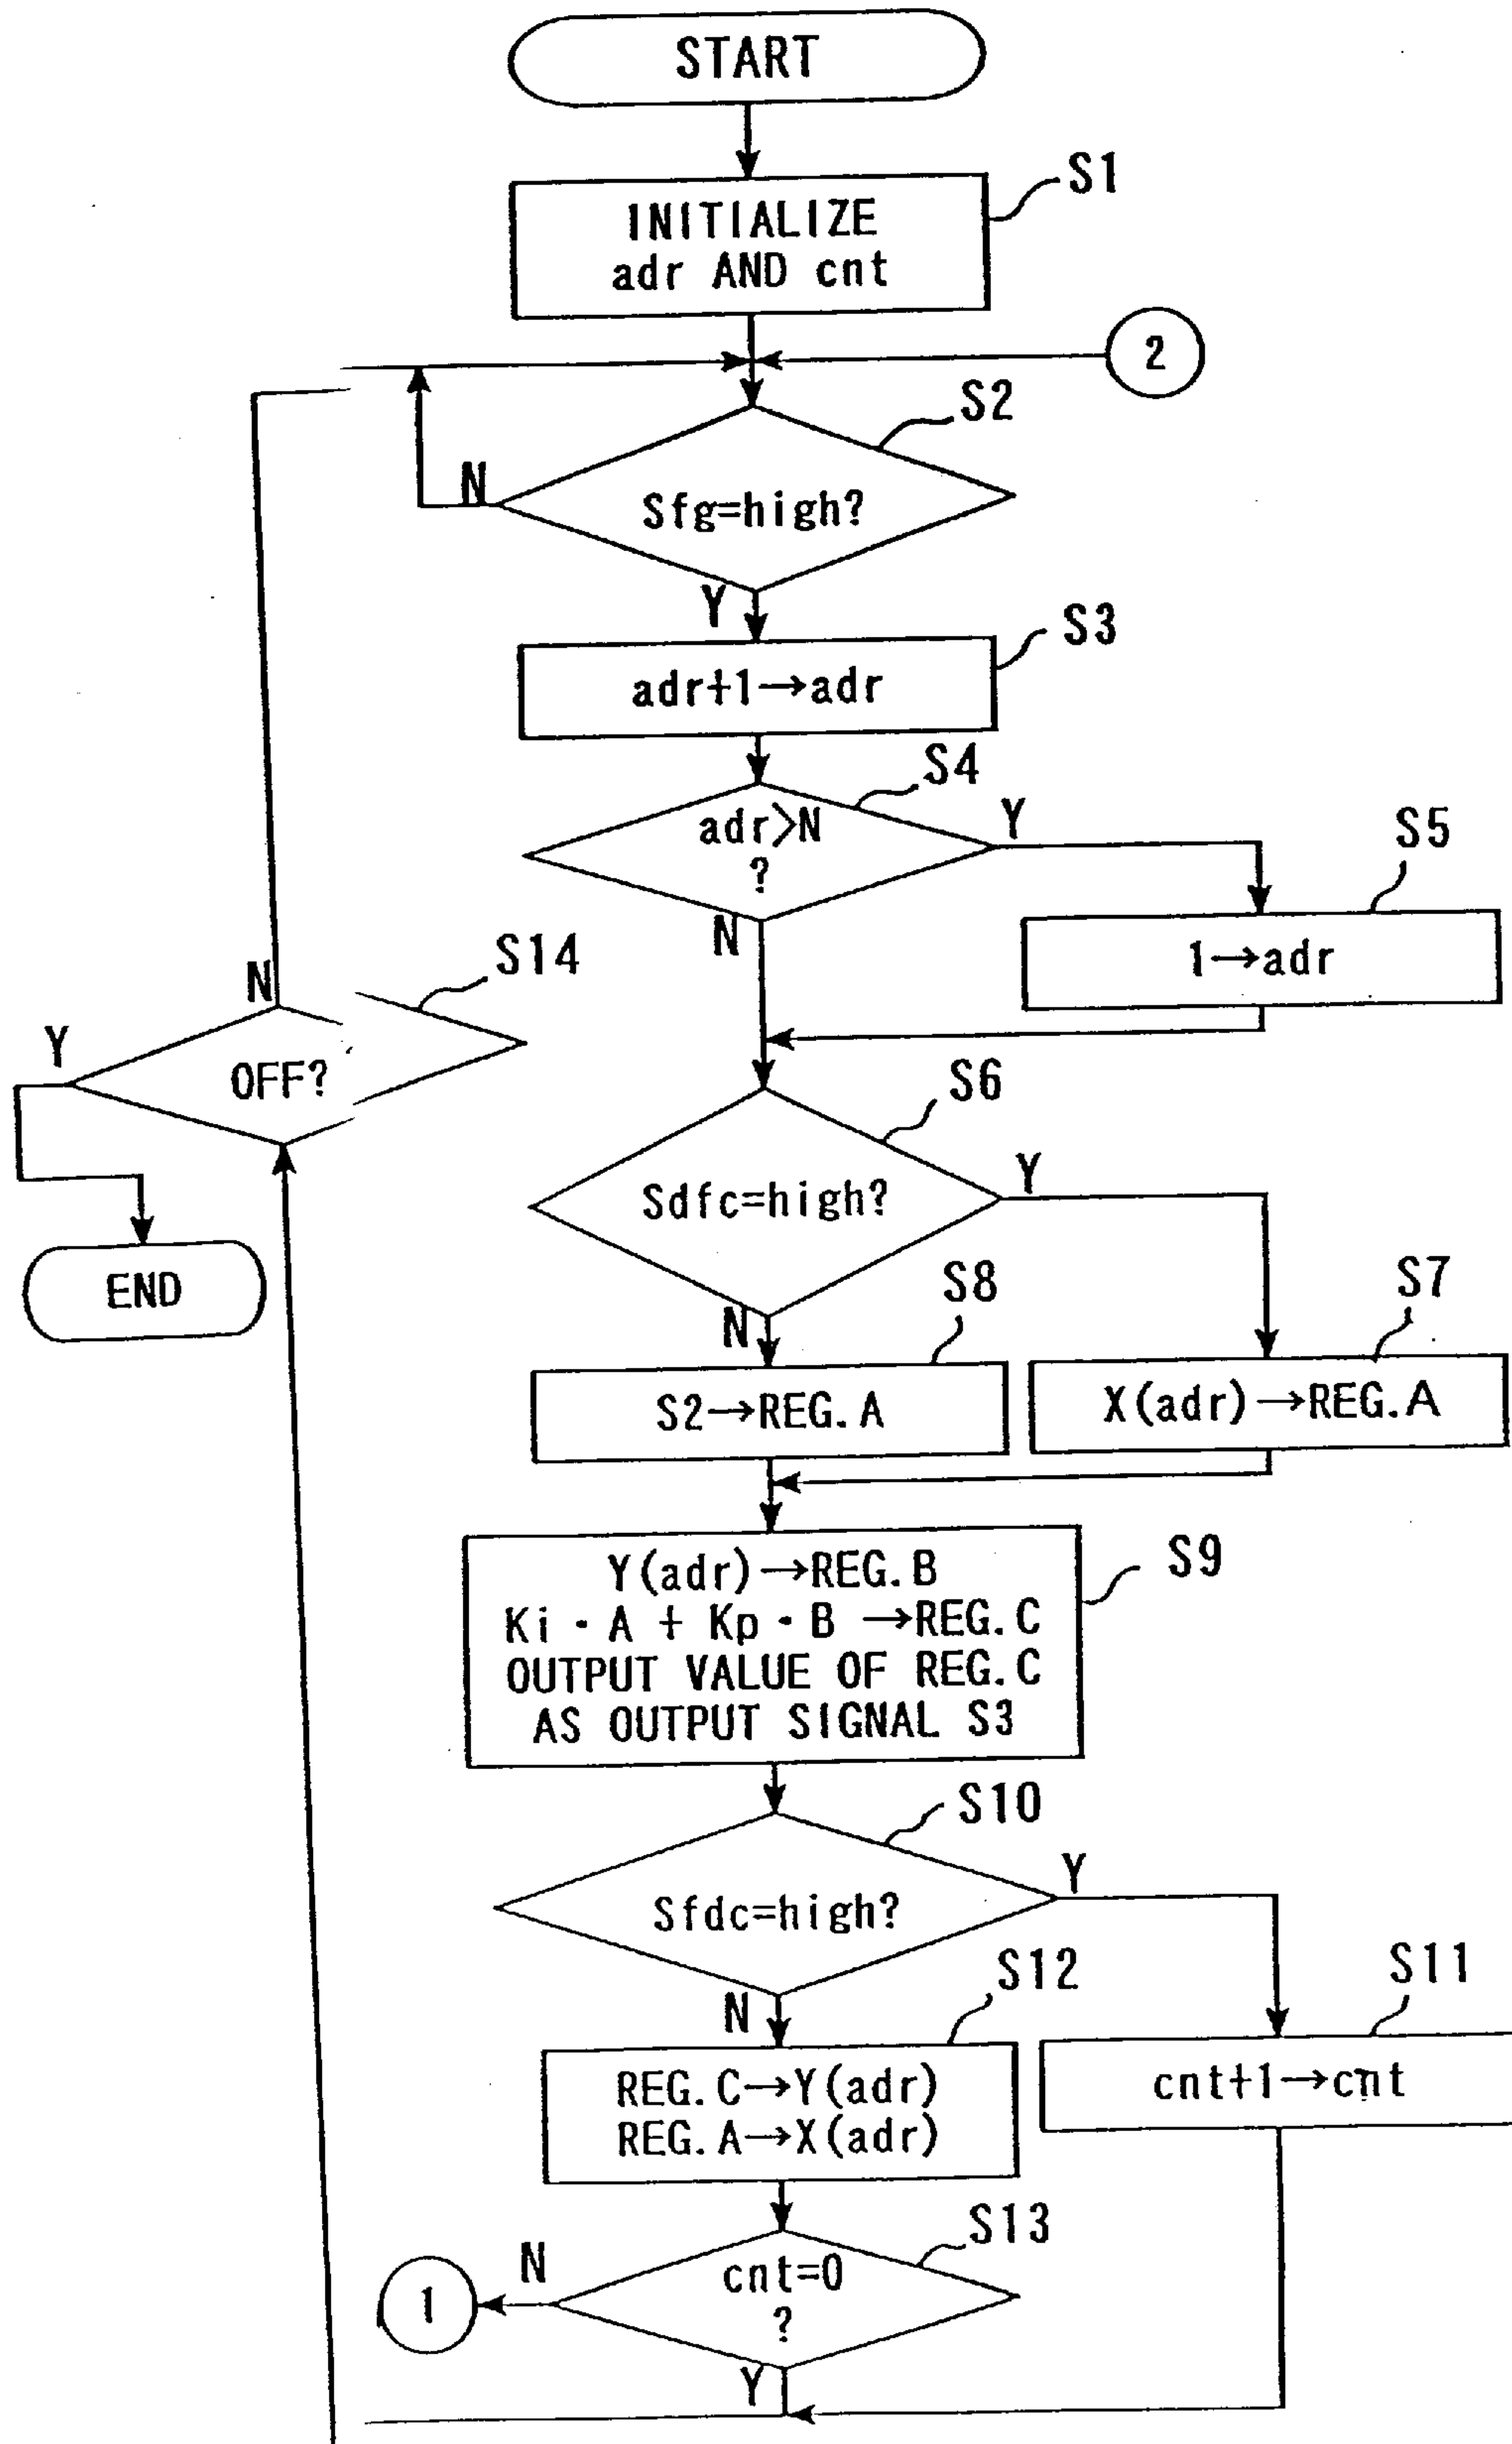 START
S1
INITIALIZE
adr AND cnt
2
S2
N
Sfg=high?
Y
S3
adr+1→adr
S4
adr>N
?
Y
N
S5
1→adr
S14
N
Y
OFF?
END
S6
Sdfc=high?
Y
N
S8
S2→REG.A
S7
X(adr)→REG.A
S9
Y(adr)→REG.B
Ki・A + Kp・B →REG.C
OUTPUT VALUE OF REG.C
AS OUTPUT SIGNAL S3
S10
Sfdc=high?
Y
N
S12
REG.C→Y(adr)
REG.A→X(adr)
S11
cnt+1→cnt
S13
cnt=0
?
N
1
Y